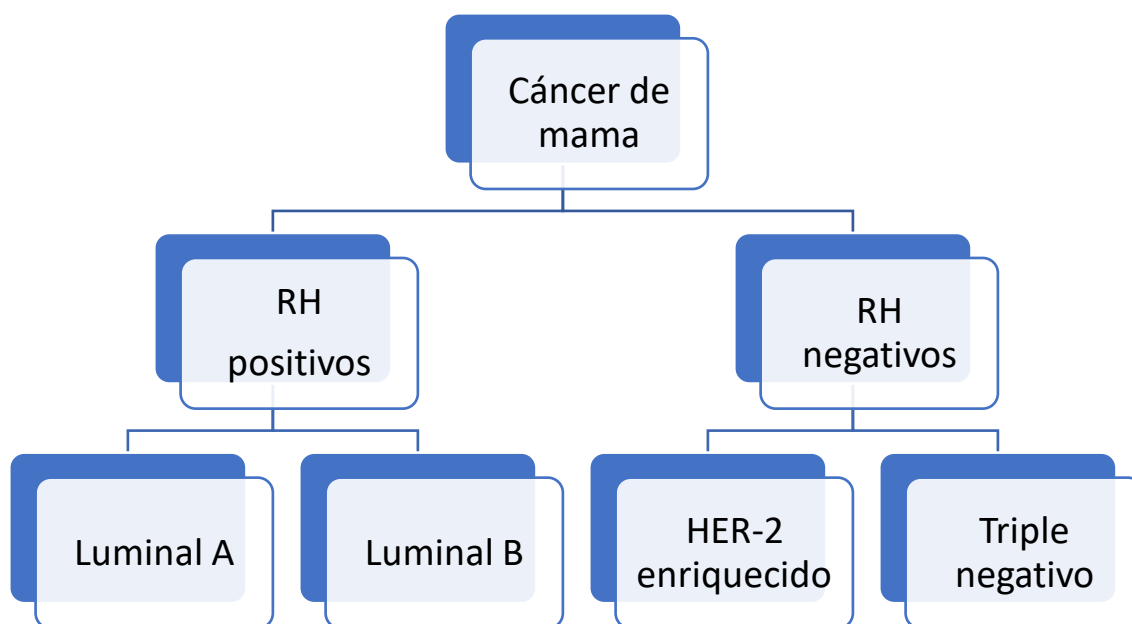 Cáncer de
mama
RH
positivos
RH
negativos
Luminal A
Luminal B
HER-2
enriquecido
Triple
negativo